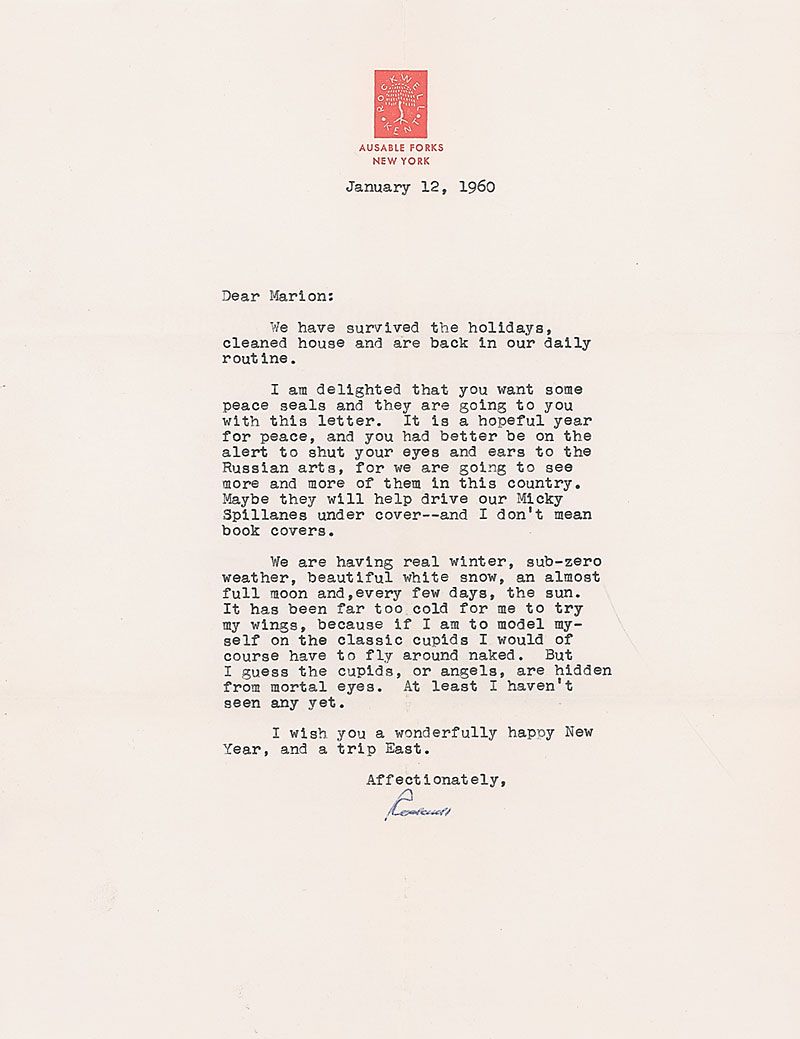 ROCKWELL
KENT
AUSABLE FORKS
NEW YORK
January 12, 1960
Dear Marion:
We have survived the holidays,
cleaned house and are back in our daily
routine.
I am delighted that you want some
peace seals and they are going to you
with this letter. It is a hopeful year
for peace, and you had better be on the
alert to shut your eyes and ears to the
Russian arts, for we are going to see
more and more of them in this country.
Maybe they will help drive our Micky
Spillanes under cover--and I don't mean
book covers.
We are having real winter, sub-zero
weather, beautiful white snow, an almost
full moon and,every few days, the sun.
It has been far too cold for me to try
my wings, because if I am to model my-
self on the classic cupids I would of
course have to fly around naked. But
I guess the cupids, or angels, are hidden
from mortal eyes. At least I haven't
seen any yet.
I wish you a wonderfully happy New
Year, and a trip East.
Affectionately,
Rockwell